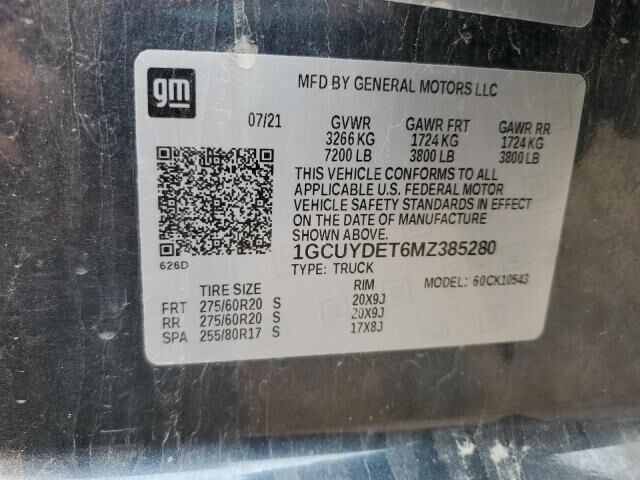 gm
MFD BY GENERAL MOTORS LLC
07/21 GVWR GAWR FRT GAWR RR
3266 KG 1724 KG 1724 KG
7200 LB 3800 LB 3800 LB
THIS VEHICLE CONFORMS TO ALL
APPLICABLE U.S. FEDERAL MOTOR
VEHICLE SAFETY STANDARDS IN EFFECT
ON THE DATE OF MANUFACTURE
SHOWN ABOVE.
626D
1GCUYDET6MZ385280
TYPE: TRUCK MODEL: 60CK10543
TIRE SIZE RIM
FRT 275/60R20 S 20X9J
RR 275/60R20 S 20X9J
SPA 255/80R17 S 17X8J